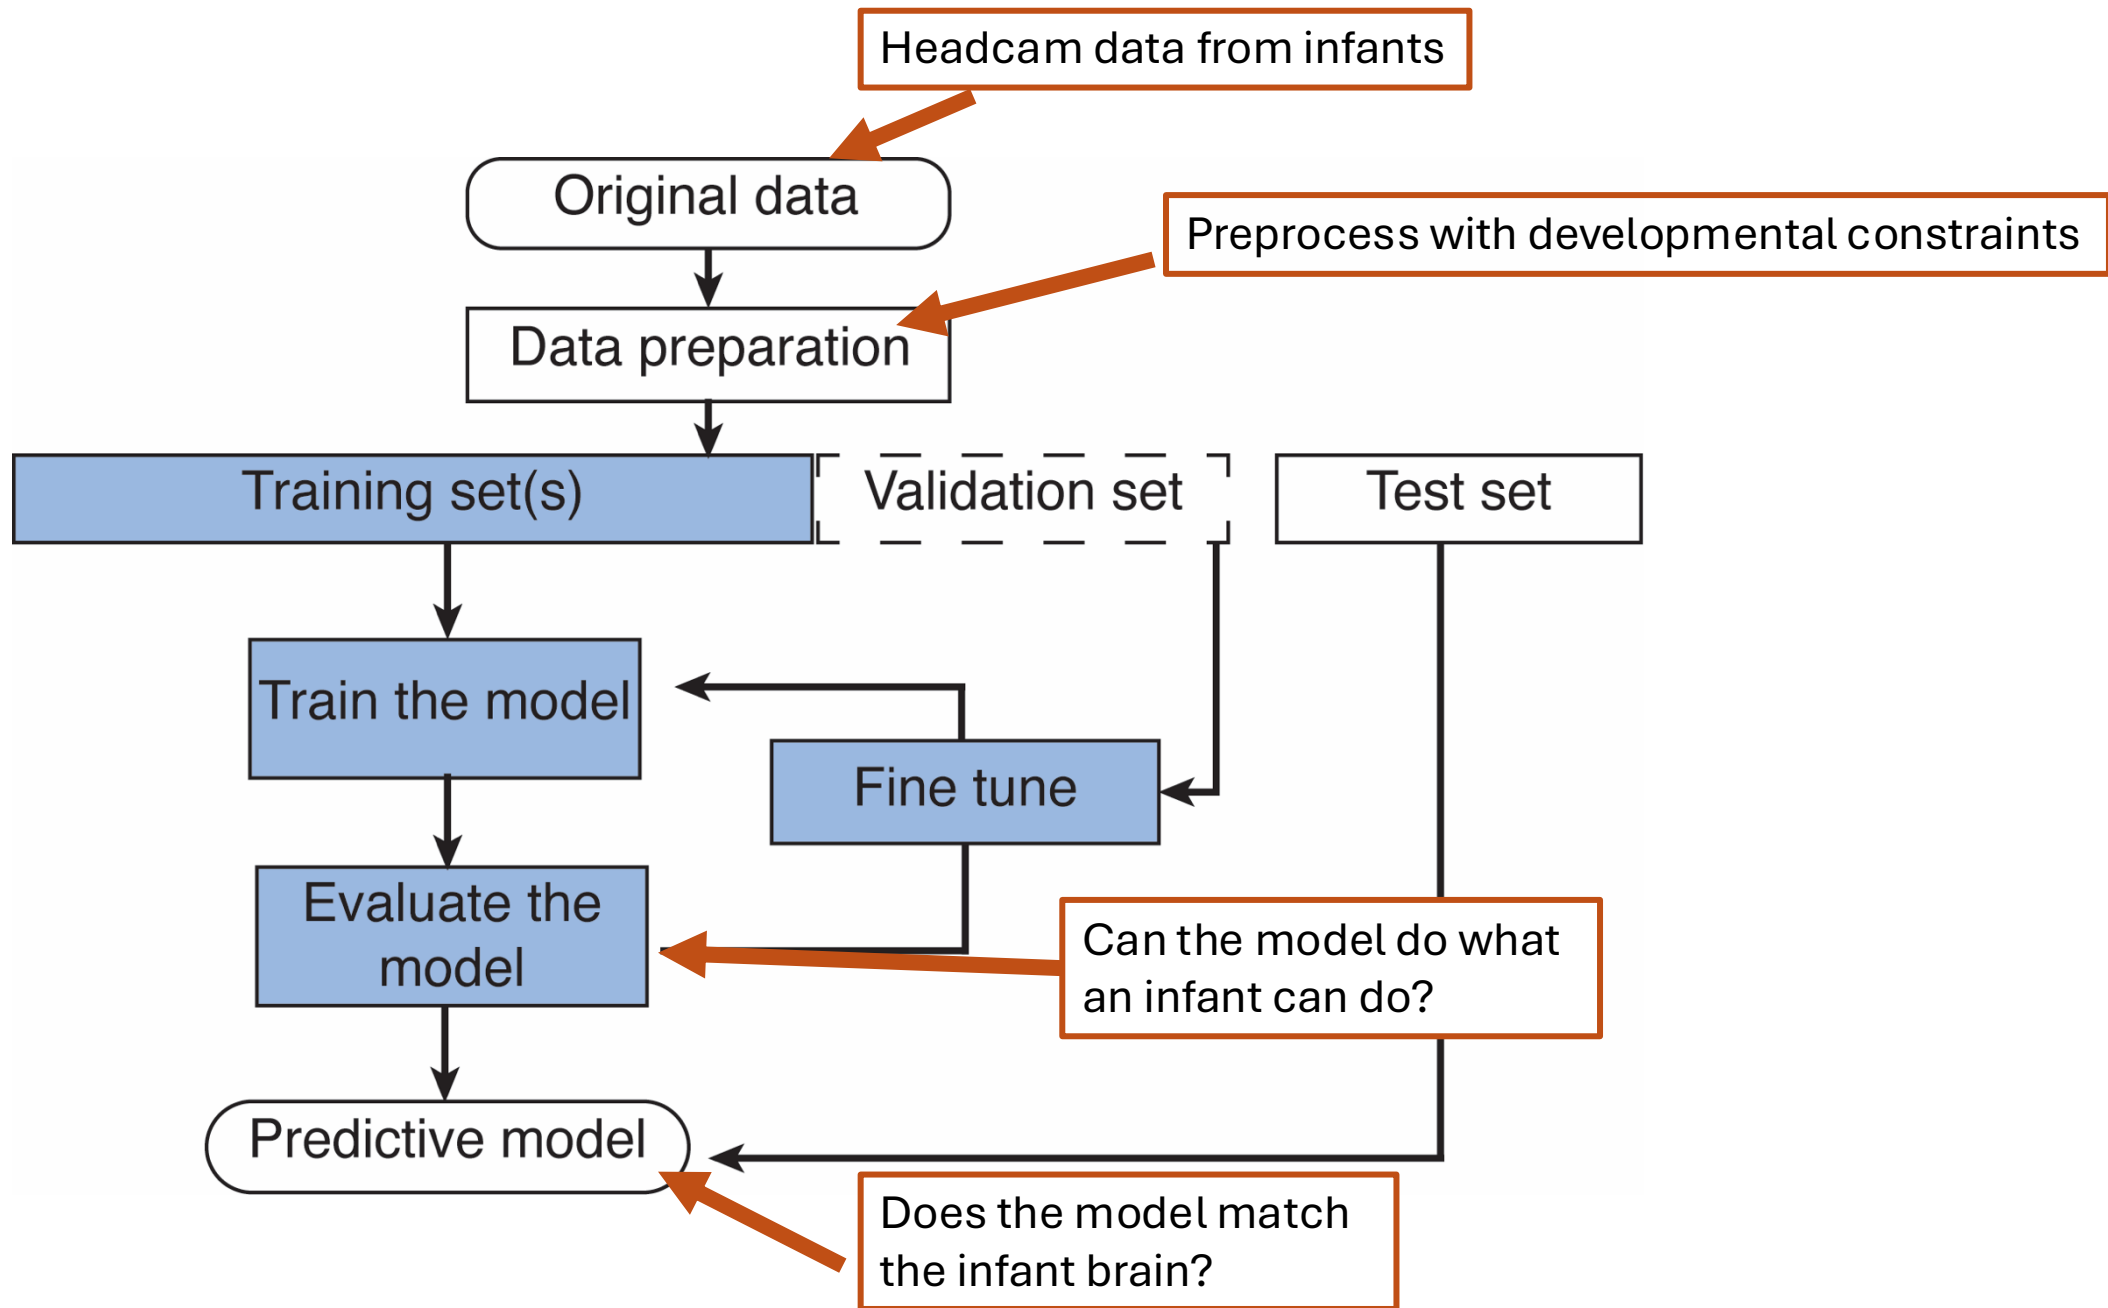 Headcam data from infants
Original data
Preprocess with developmental constraints
Data preparation
Training set(s)
Validation set
Test set
Train the model
Fine tune
Evaluate the
model
Can the model do what
an infant can do?
Predictive model
Does the model match
the infant brain?